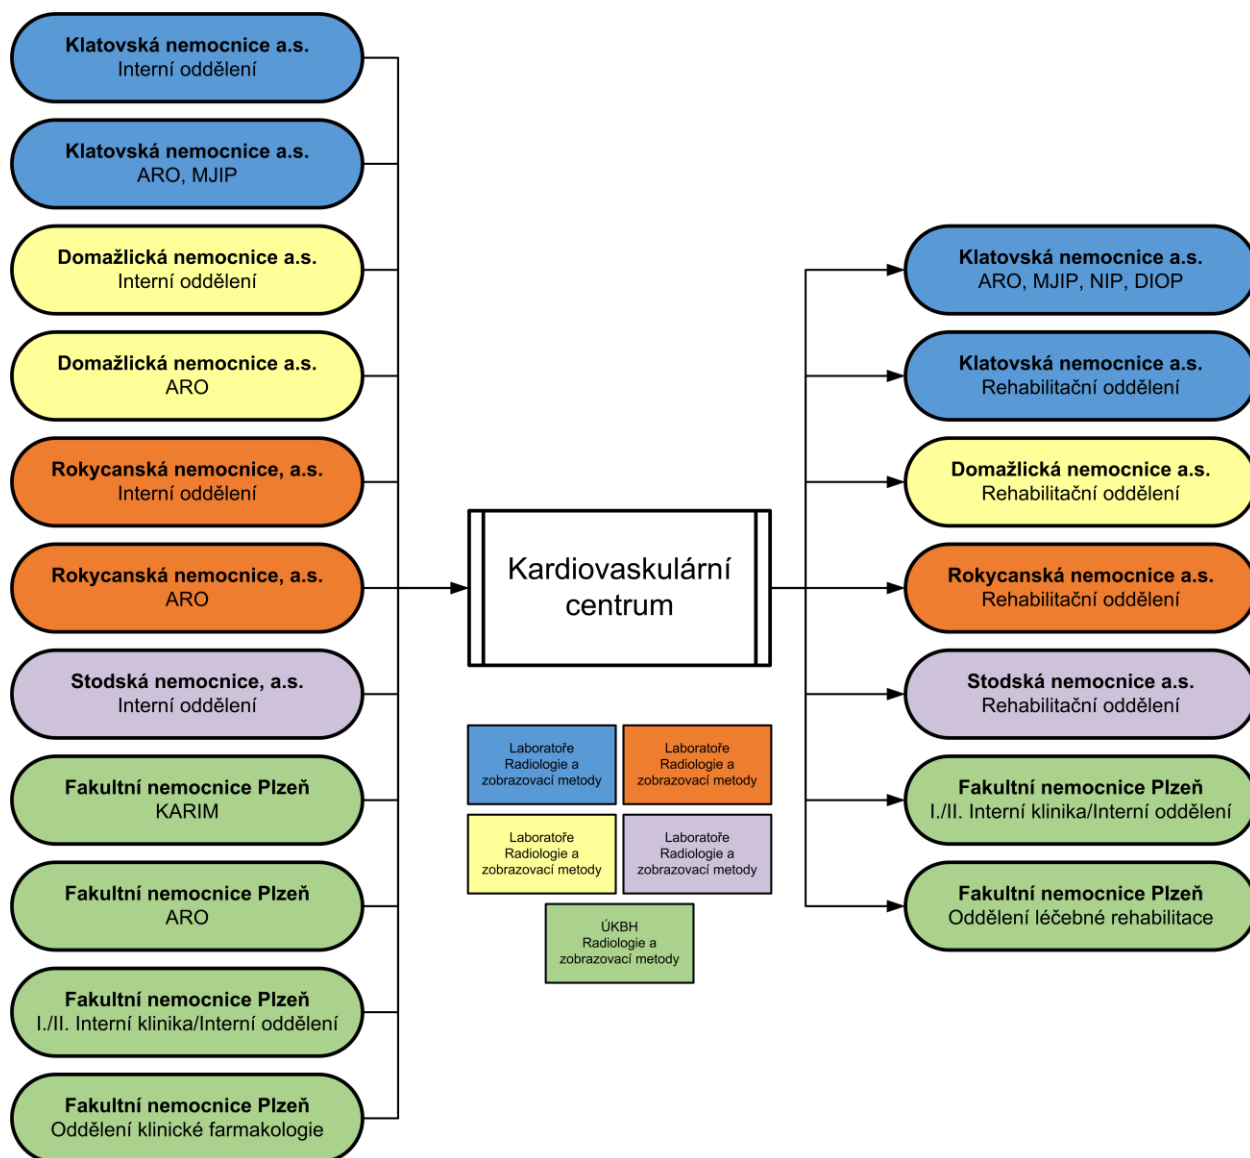 Klatovská nemocnice a.s.
Interní oddělení
Klatovská nemocnice a.s.
ARO, MJIP
Domažlická nemocnice a.s.
Interní oddělení
Domažlická nemocnice a.s.
ARO
Rokycanská nemocnice, a.s.
Interní oddělení
Rokycanská nemocnice, a.s.
ARO
Stodská nemocnice, a.s.
Interní oddělení
Fakultní nemocnice Plzeň
KARIM
Fakultní nemocnice Plzeň
ARO
Fakultní nemocnice Plzeň
I./II. Interní klinika/Interní oddělení
Fakultní nemocnice Plzeň
Oddělení klinické farmakologie
Kardiovaskulární
centrum
Laboratoře
Radiologie a
zobrazovací metody
Laboratoře
Radiologie a
zobrazovací metody
Laboratoře
Radiologie a
zobrazovací metody
Laboratoře
Radiologie a
zobrazovací metody
ÚKBH
Radiologie a
zobrazovací metody
Klatovská nemocnice a.s.
ARO, MJIP, NIP, DIOP
Klatovská nemocnice a.s.
Rehabilitační oddělení
Domažlická nemocnice a.s.
Rehabilitační oddělení
Rokycanská nemocnice a.s.
Rehabilitační oddělení
Stodská nemocnice a.s.
Rehabilitační oddělení
Fakultní nemocnice Plzeň
I./II. Interní klinika/Interní oddělení
Fakultní nemocnice Plzeň
Oddělení léčebné rehabilitace